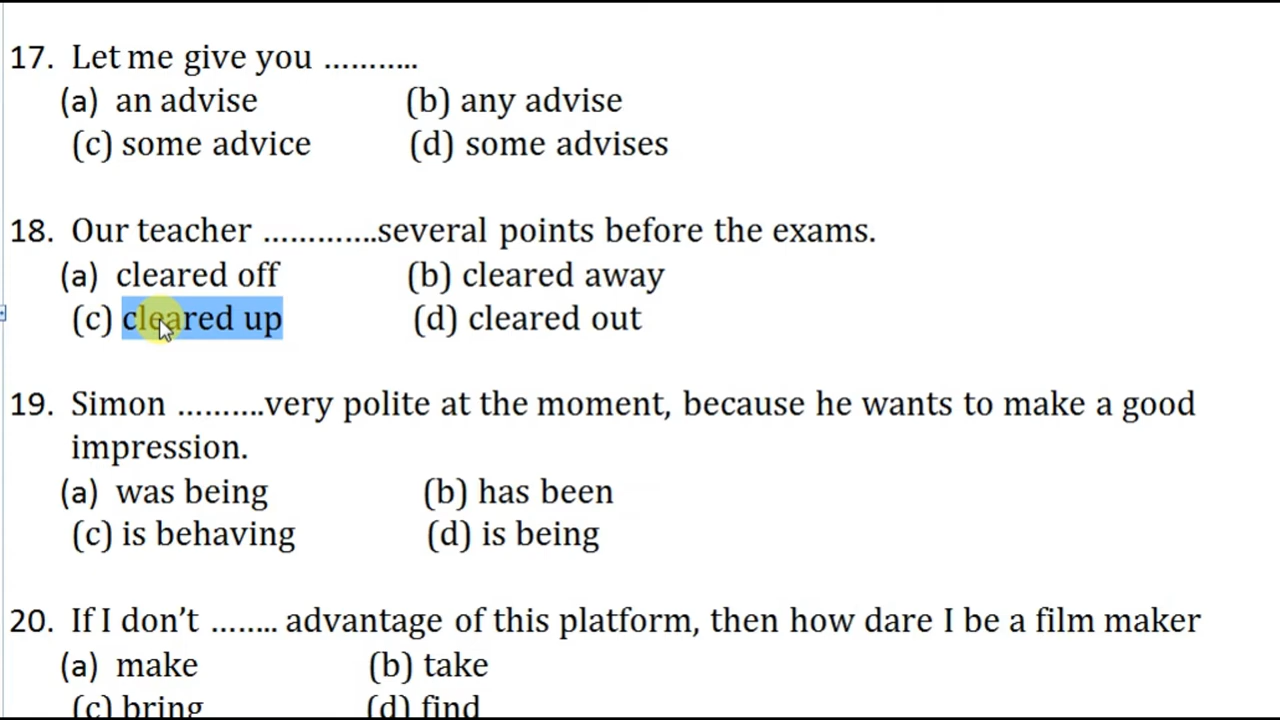 17. Let me give you ………..
(a) an advise (b) any advise
(c) some advice (d) some advises
18. Our teacher ………….several points before the exams.
(a) cleared off (b) cleared away
(c) cleared up (d) cleared out
19. Simon ……….very polite at the moment, because he wants to make a good
impression.
(a) was being (b) has been
(c) is behaving (d) is being
20. If I don’t …….. advantage of this platform, then how dare I be a film maker
(a) make (b) take
(c) bring (d) find